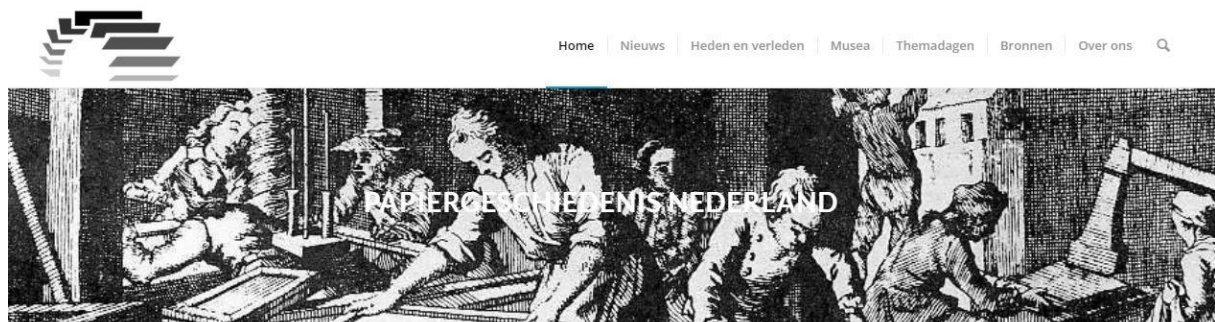 Home Nieuws Heden en verleden Musea Themadagen Bronnen Over ons
PAPIERGESCHIEDENIS NEDERLAND